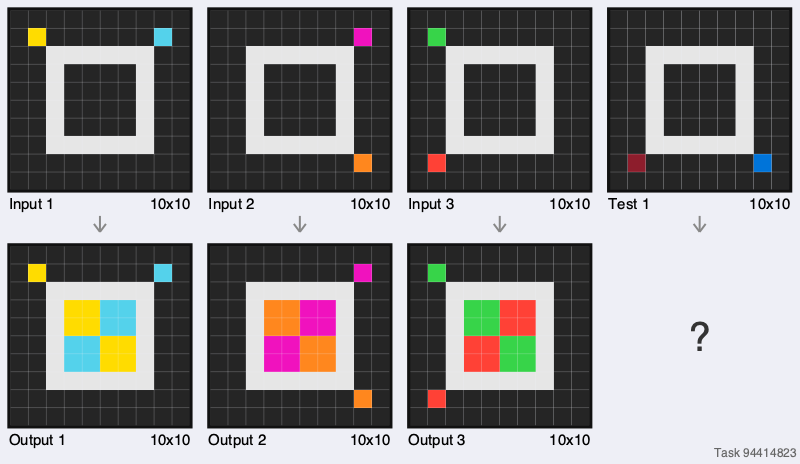 Input 1 10x10
Input 2 10x10
Input 3 10x10
Test 1 10x10
?
Output 1 10x10
Output 2 10x10
Output 3 10x10
Task 94414823